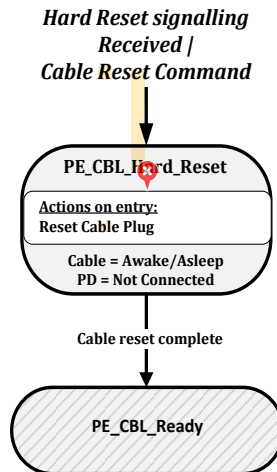 Hard Reset signalling
Received |
Cable Reset Command
PE_CBL_Hard_Reset
Actions on entry:
Reset Cable Plug
Cable = Awake/Asleep
PD = Not Connected
Cable reset complete
PE_CBL_Ready